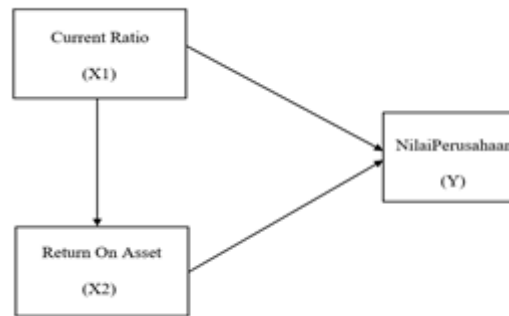 Current Ratio
(X1)
NilaiPerusahaan
(Y)
Return On Asset
(X2)